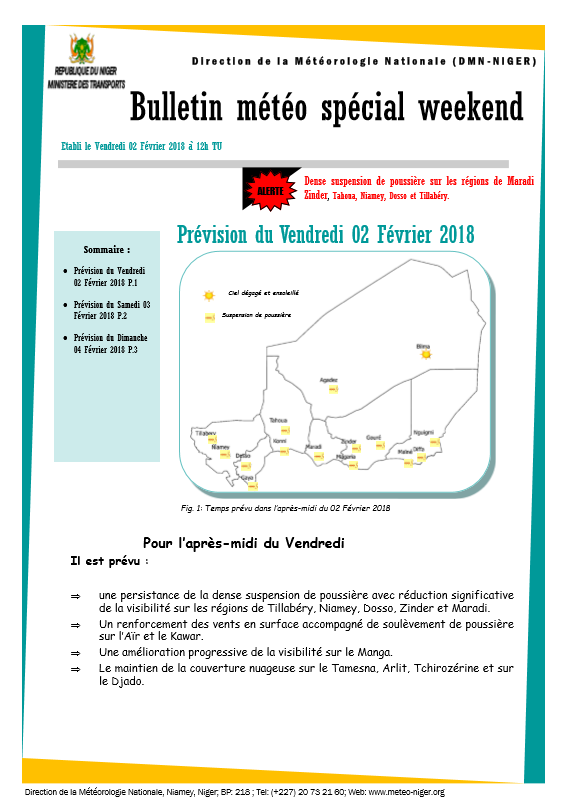 REPUBLIQUE DU NIGER
MINISTERE DES TRANSPORTS
Direction de la Météorologie Nationale (DMN-NIGER)
Bulletin météo spécial weekend
Etabli le Vendredi 02 Février 2018 à 12h TU
ALERTE
Dense suspension de poussière sur les régions de Maradi
Zinder, Tahoua, Niamey, Dosso et Tillabéry.
Sommaire :
• Prévision du Vendredi
02 Février 2018 P.1
• Prévision du Samedi 03
Février 2018 P.2
• Prévision du Dimanche
04 Février 2018 P.3
Prévision du Vendredi 02 Février 2018
Ciel dégagé et ensoleillé
Suspension de poussière
Bilma
Agadez
Tahoua
Tillabery
Niamey
Konni
Maradi
Zinder
Gouré
Nguigmi
Dosso
Magaria
Mainé
Diffa
Gaya
Fig. 1: Temps prévu dans l'après-midi du 02 Février 2018
Pour l'après-midi du Vendredi
Il est prévu :
⇒ une persistance de la dense suspension de poussière avec réduction significative
de la visibilité sur les régions de Tillabéry, Niamey, Dosso, Zinder et Maradi.
⇒ Un renforcement des vents en surface accompagné de soulèvement de poussière
sur l'Aïr et le Kawar.
⇒ Une amélioration progressive de la visibilité sur le Manga.
⇒ Le maintien de la couverture nuageuse sur le Tamesna, Arlit, Tchirozérine et sur
le Djado.
Direction de la Météorologie Nationale, Niamey, Niger; BP: 218 ; Tel: (+227) 20 73 21 60; Web: www.meteo-niger.org